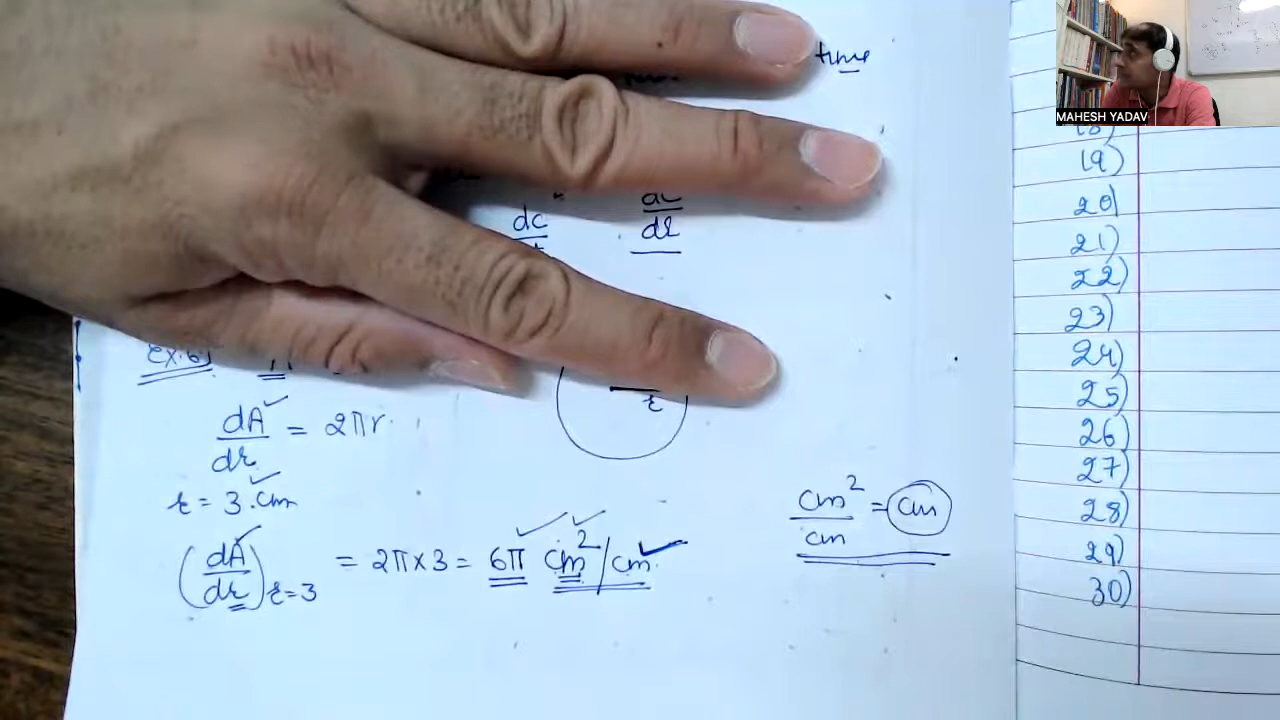 time
dc
dr
Ex. 6.1
r
dA/dr = 2πr.
r = 3.cm
(dA/dr) r=3 = 2π×3 = 6π cm²/cm
cm²/cm = cm
MAHESH YADAV
19)
20)
21)
22)
23)
24)
25)
26)
27)
28)
29)
30)